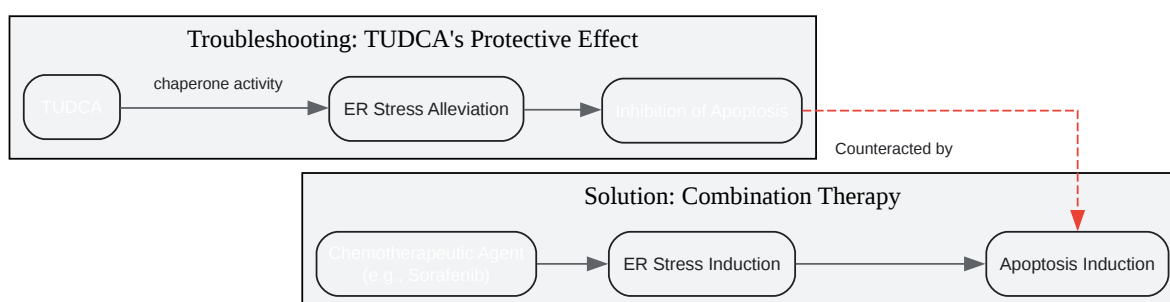 Troubleshooting: TUDCA's Protective Effect
TUDCA
chaperone activity
ER Stress Alleviation
Inhibition of Apoptosis
Counteracted by
Solution: Combination Therapy
Chemotherapeutic Agent
(e.g., Sorafenib)
ER Stress Induction
Apoptosis Induction